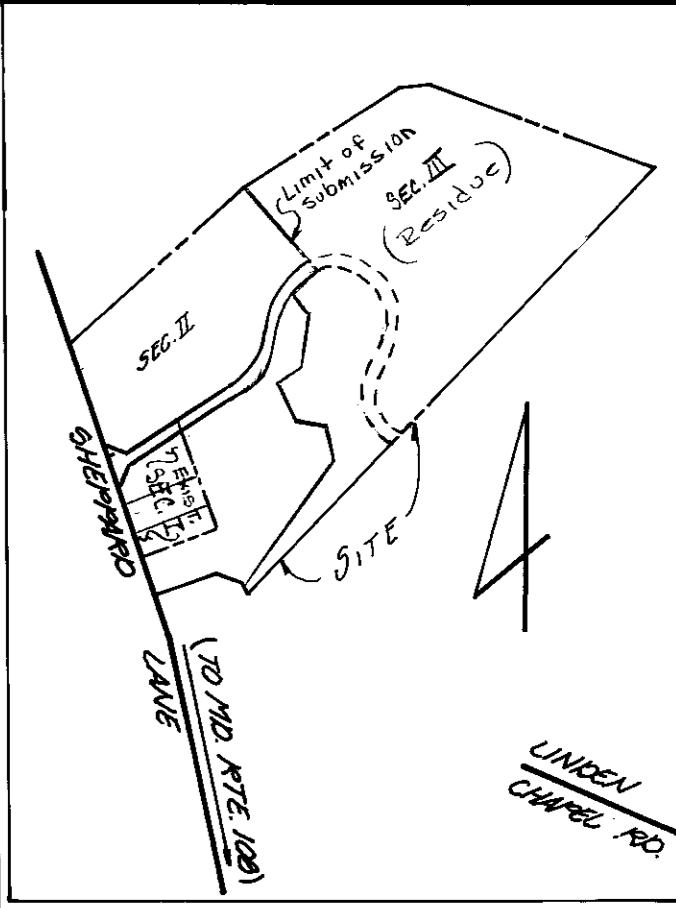 Limit of
submission
SEC. III
(Residue)
SEC. II
EXIST.
SEC. I
SHEPPARD
LANE
SITE
(TO MD. RTE. 108)
LINDEN
CHAPEL RD.